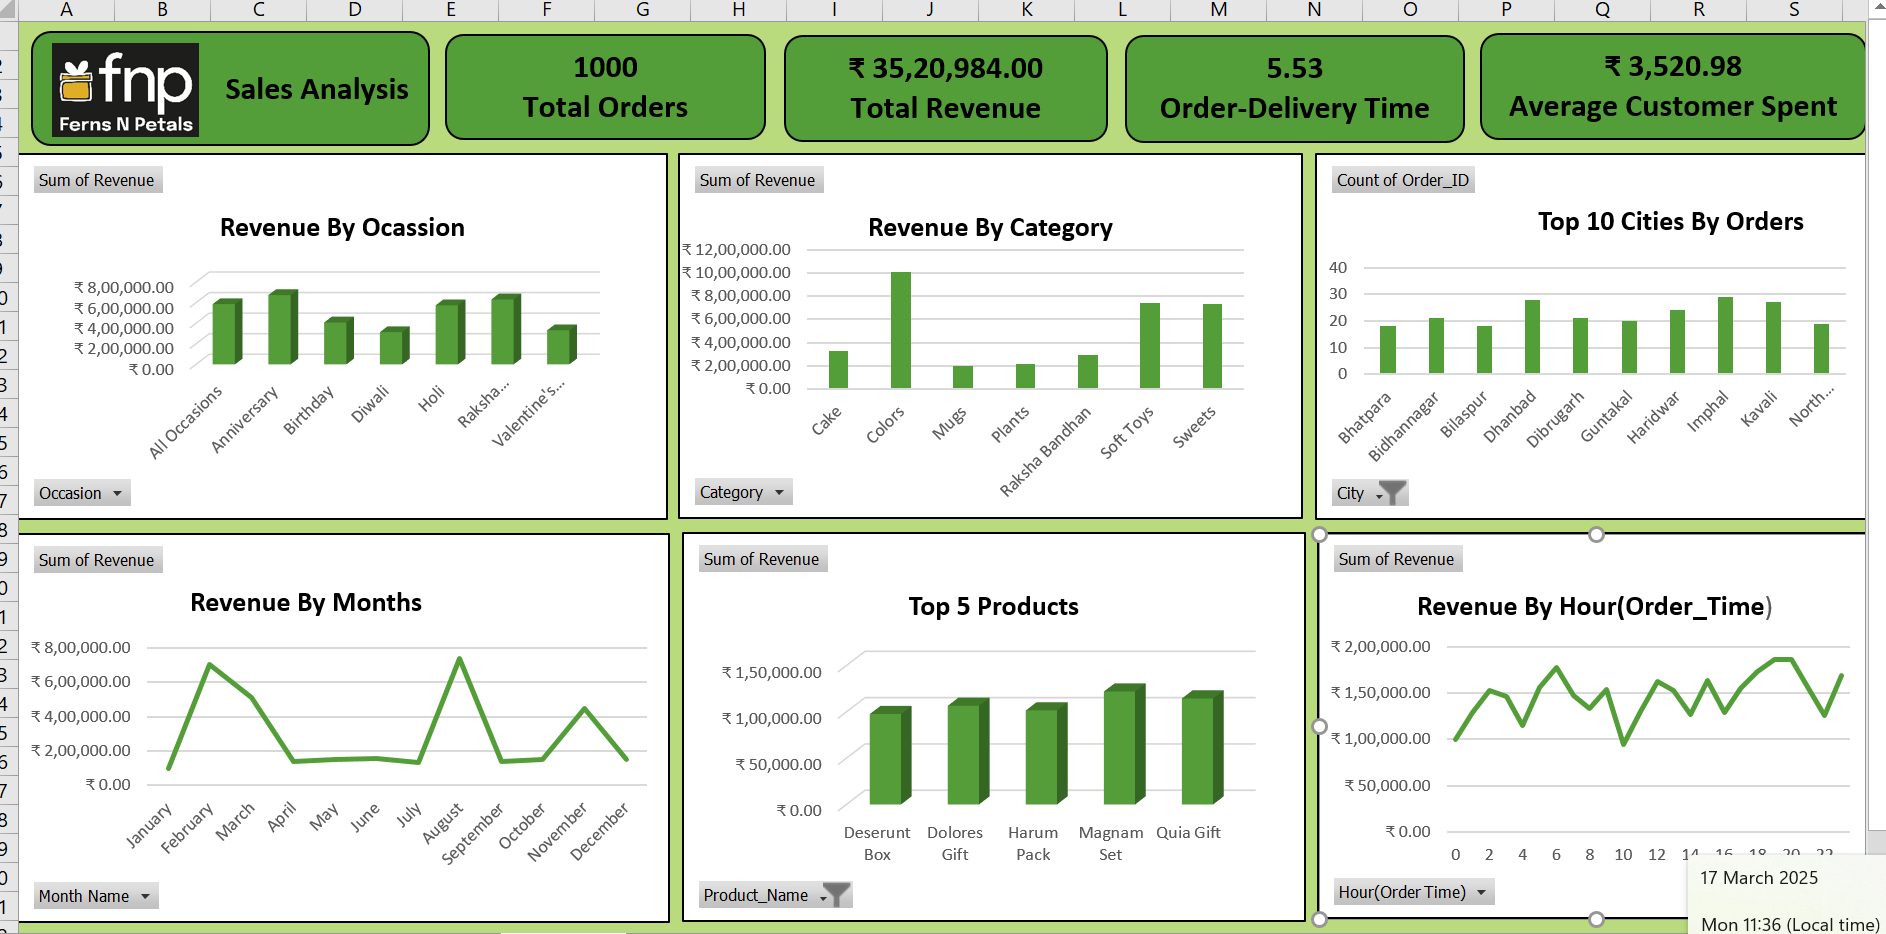 A B C D E F G H I J K L M N O P Q R S
fnp
Ferns N Petals
Sales Analysis
1000
Total Orders
₹ 35,20,984.00
Total Revenue
5.53
Order-Delivery Time
₹ 3,520.98
Average Customer Spent
Sum of Revenue
Revenue By Ocassion
₹ 8,00,000.00
₹ 6,00,000.00
₹ 4,00,000.00
₹ 2,00,000.00
₹ 0.00
All Occasions
Anniversary
Birthday
Diwali
Holi
Raksha...
Valentine's...
Occasion
Sum of Revenue
Revenue By Category
₹ 12,00,000.00
₹ 10,00,000.00
₹ 8,00,000.00
₹ 6,00,000.00
₹ 4,00,000.00
₹ 2,00,000.00
₹ 0.00
Cake
Colors
Mugs
Plants
Raksha Bandhan
Soft Toys
Sweets
Category
Count of Order_ID
Top 10 Cities By Orders
40
30
20
10
0
Bhatpara
Bidhannagar
Bilaspur
Dhanbad
Dibrugarh
Guntakal
Haridwar
Imphal
Kavali
North...
City
Sum of Revenue
Revenue By Months
₹ 8,00,000.00
₹ 6,00,000.00
₹ 4,00,000.00
₹ 2,00,000.00
₹ 0.00
January
February
March
April
May
June
July
August
September
October
November
December
Month Name
Sum of Revenue
Top 5 Products
₹ 1,50,000.00
₹ 1,00,000.00
₹ 50,000.00
₹ 0.00
Deserunt Box
Dolores Gift
Harum Pack
Magnam Set
Quia Gift
Product_Name
Sum of Revenue
Revenue By Hour(Order_Time)
₹ 2,00,000.00
₹ 1,50,000.00
₹ 1,00,000.00
₹ 50,000.00
₹ 0.00
0 2 4 6 8 10 12 14 16 18 20 22
Hour(Order Time)
17 March 2025
Mon 11:36 (Local time)